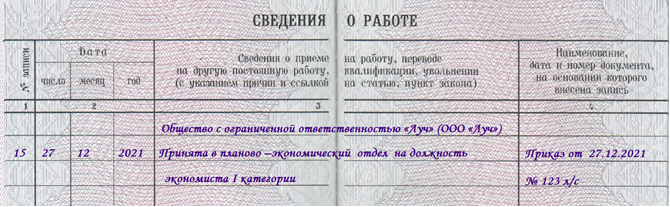 СВЕДЕНИЯ О РАБОТЕ
№ записи
Дата
число месяц год
Сведения о приеме на работу, переводе
на другую постоянную работу, квалификации, увольнении
(с указанием причин и ссылкой на статью, пункт закона)
Наименование,
дата и номер документа,
на основании которого
внесена запись
1 2 3 4
Общество с ограниченной ответственностью «Луч» (ООО «Луч»)
15 27 12 2021 Принята в планово –экономический отдел на должность Приказ от 27.12.2021
экономиста I категории № 123 л/с